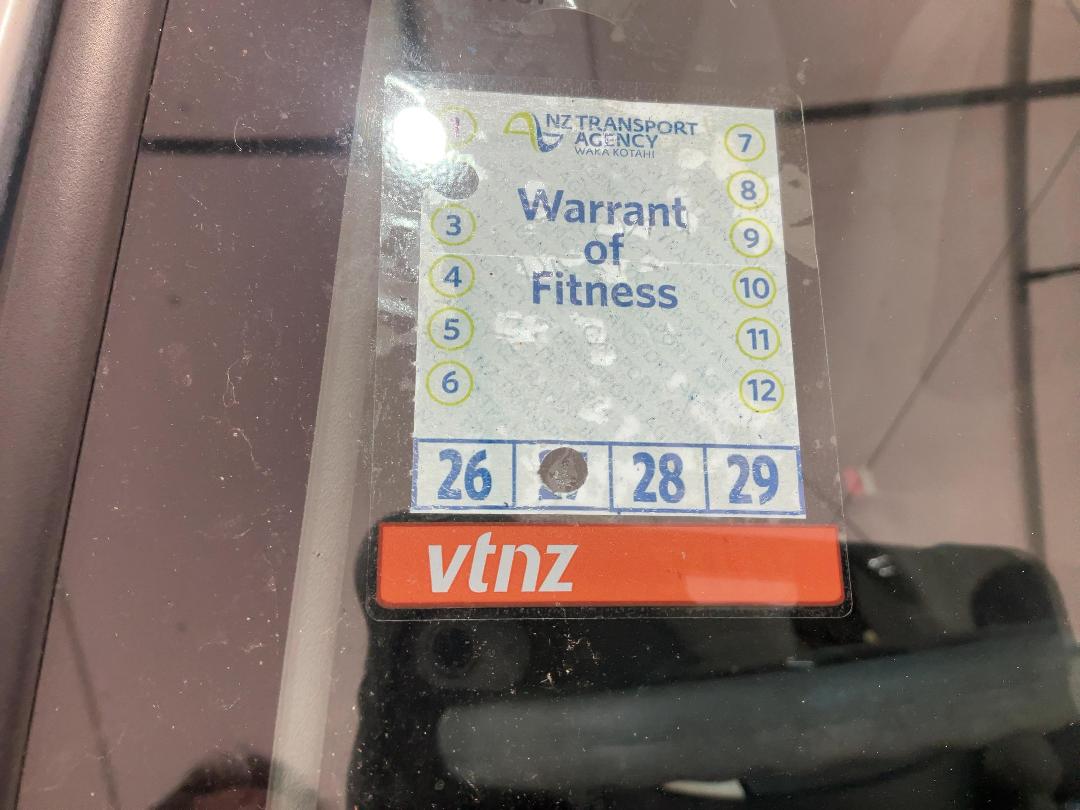 1
NZ TRANSPORT
AGENCY
WAKA KOTAHI
7
8
Warrant
of
Fitness
3
9
4
10
5
11
6
12
26
28
29
vtnz